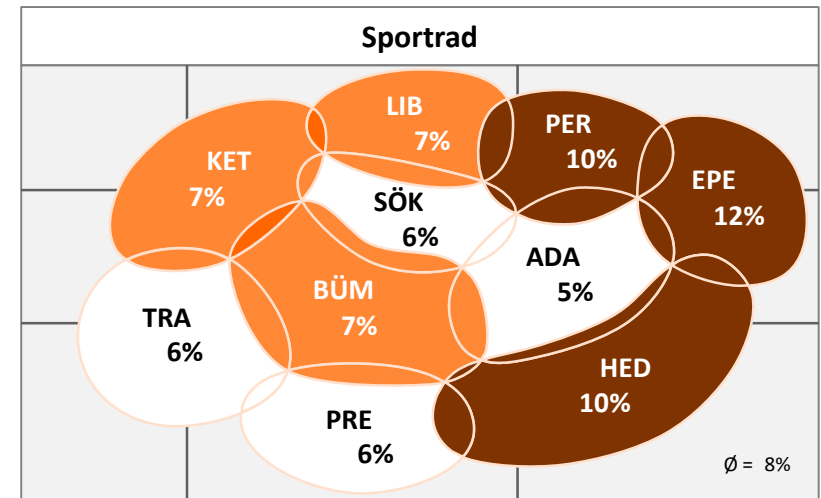 Sportrad
LIB
7%
PER
10%
KET
7%
EPE
12%
SÖK
6%
ADA
5%
BÜM
7%
TRA
6%
HED
10%
PRE
6%
Ø = 8%